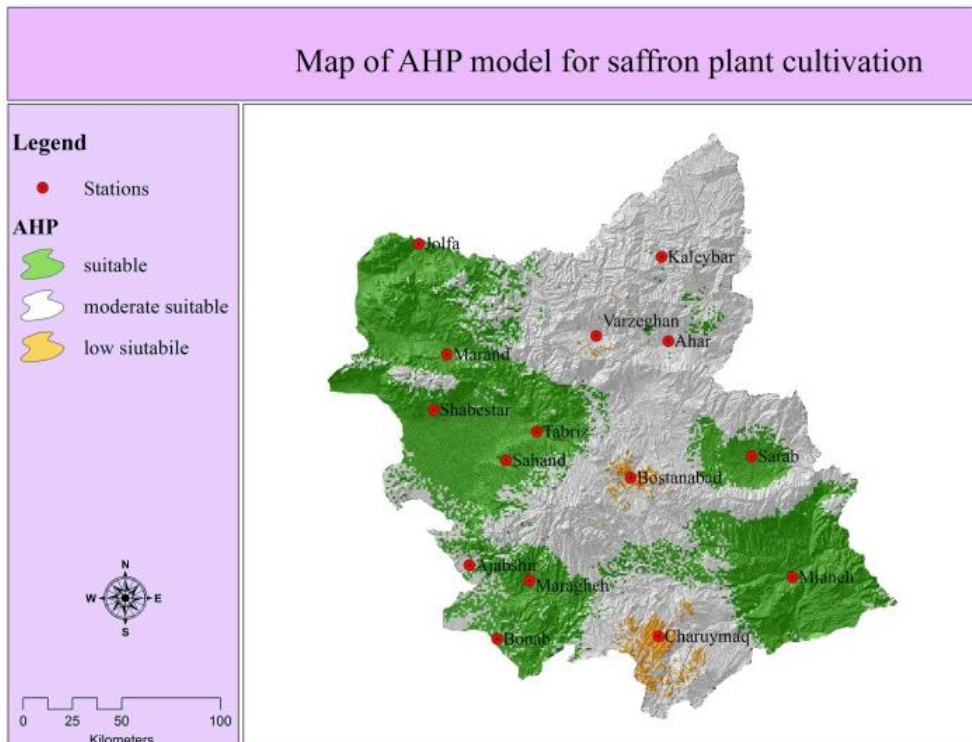 Map of AHP model for saffron plant cultivation
Legend
Stations
AHP
suitable
moderate suitable
low siutabile
N
W
E
S
0
25
50
100
Kilometers
Jolfa
Kaleybar
Varzeghan
Ahar
Marand
Shabestar
Tabriz
Sahand
Sarab
Bostanabad
Ajabshir
Maragheh
Mianeh
Bonab
Charuymaq